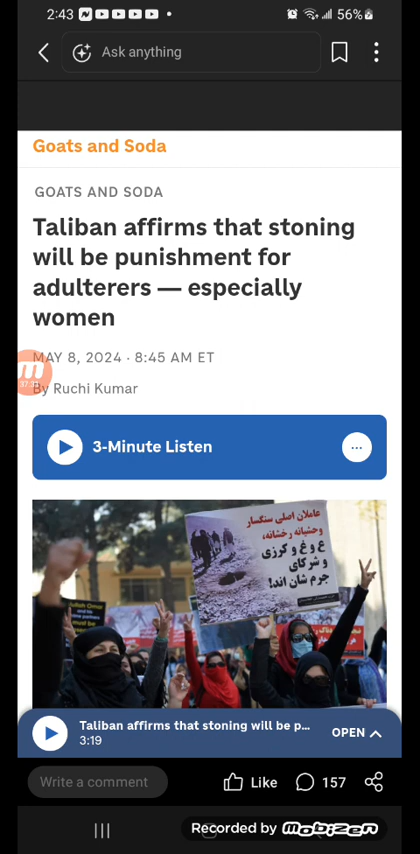 2:43
56%
Ask anything
Goats and Soda
GOATS AND SODA
Taliban affirms that stoning
will be punishment for
adulterers — especially
women
MAY 8, 2024 · 8:45 AM ET
By Ruchi Kumar
3-Minute Listen
عاملان اصلی سنگسار
وحشیانه رخشانه،
ع و غ و کرزی
و شرکای
جرم شان اند!
Taliban affirms that stoning will be p...
3:19
OPEN
Write a comment
Like
157
Recorded by mobizen